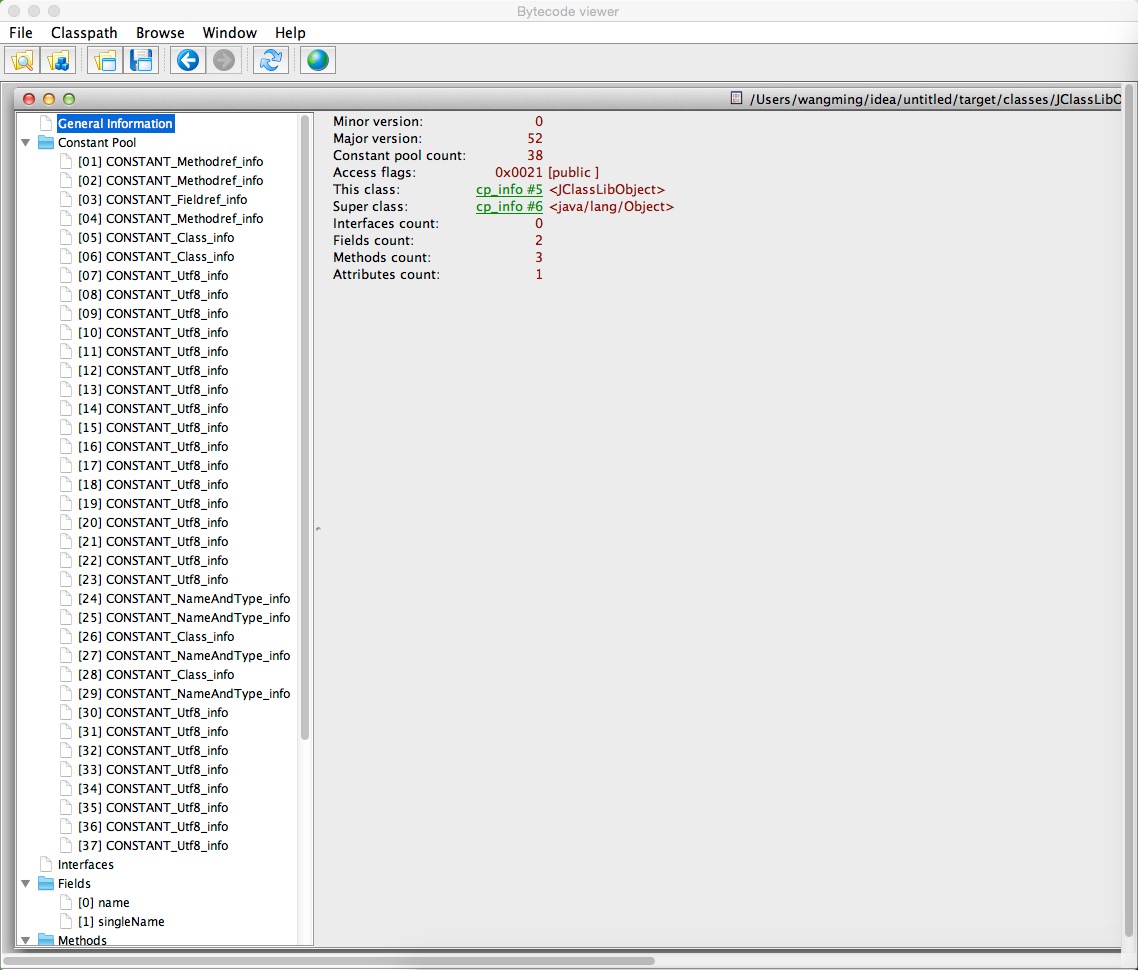 Bytecode viewer
File Classpath Browse Window Help
/Users/wangming/idea/untitled/target/classes/JClassLibO
General Information
Constant Pool
[01] CONSTANT_Methodref_info
[02] CONSTANT_Methodref_info
[03] CONSTANT_Fieldref_info
[04] CONSTANT_Methodref_info
[05] CONSTANT_Class_info
[06] CONSTANT_Class_info
[07] CONSTANT_Utf8_info
[08] CONSTANT_Utf8_info
[09] CONSTANT_Utf8_info
[10] CONSTANT_Utf8_info
[11] CONSTANT_Utf8_info
[12] CONSTANT_Utf8_info
[13] CONSTANT_Utf8_info
[14] CONSTANT_Utf8_info
[15] CONSTANT_Utf8_info
[16] CONSTANT_Utf8_info
[17] CONSTANT_Utf8_info
[18] CONSTANT_Utf8_info
[19] CONSTANT_Utf8_info
[20] CONSTANT_Utf8_info
[21] CONSTANT_Utf8_info
[22] CONSTANT_Utf8_info
[23] CONSTANT_Utf8_info
[24] CONSTANT_NameAndType_info
[25] CONSTANT_NameAndType_info
[26] CONSTANT_Class_info
[27] CONSTANT_NameAndType_info
[28] CONSTANT_Class_info
[29] CONSTANT_NameAndType_info
[30] CONSTANT_Utf8_info
[31] CONSTANT_Utf8_info
[32] CONSTANT_Utf8_info
[33] CONSTANT_Utf8_info
[34] CONSTANT_Utf8_info
[35] CONSTANT_Utf8_info
[36] CONSTANT_Utf8_info
[37] CONSTANT_Utf8_info
Interfaces
Fields
[0] name
[1] singleName
Methods
Minor version: 0
Major version: 52
Constant pool count: 38
Access flags: 0x0021 [public ]
This class: cp_info #5 <JClassLibObject>
Super class: cp_info #6 <java/lang/Object>
Interfaces count: 0
Fields count: 2
Methods count: 3
Attributes count: 1